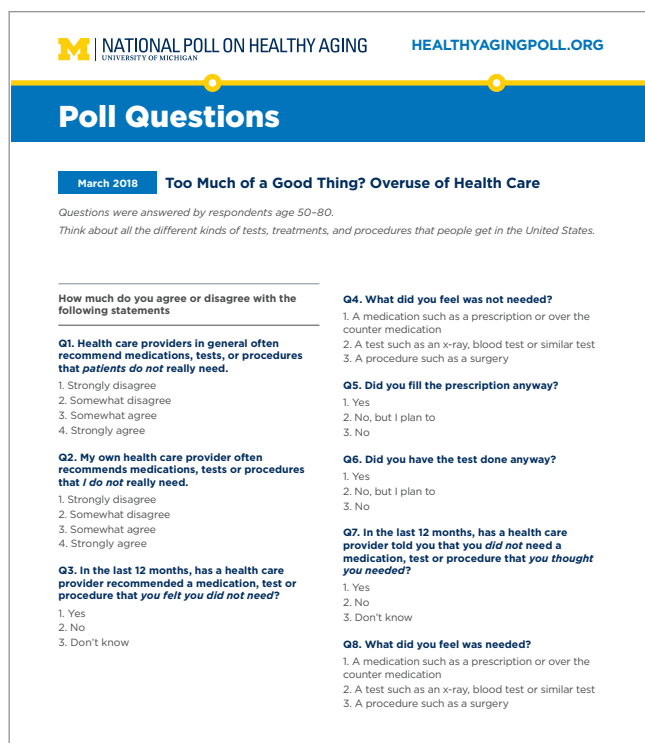 M NATIONAL POLL ON HEALTHY AGING
UNIVERSITY OF MICHIGAN
HEALTHYAGINGPOLL.ORG
Poll Questions
March 2018 Too Much of a Good Thing? Overuse of Health Care
Questions were answered by respondents age 50–80.
Think about all the different kinds of tests, treatments, and procedures that people get in the United States.
How much do you agree or disagree with the
following statements
Q1. Health care providers in general often
recommend medications, tests, or procedures
that patients do not really need.
1. Strongly disagree
2. Somewhat disagree
3. Somewhat agree
4. Strongly agree
Q2. My own health care provider often
recommends medications, tests or procedures
that I do not really need.
1. Strongly disagree
2. Somewhat disagree
3. Somewhat agree
4. Strongly agree
Q3. In the last 12 months, has a health care
provider recommended a medication, test or
procedure that you felt you did not need?
1. Yes
2. No
3. Don't know
Q4. What did you feel was not needed?
1. A medication such as a prescription or over the
counter medication
2. A test such as an x-ray, blood test or similar test
3. A procedure such as a surgery
Q5. Did you fill the prescription anyway?
1. Yes
2. No, but I plan to
3. No
Q6. Did you have the test done anyway?
1. Yes
2. No, but I plan to
3. No
Q7. In the last 12 months, has a health care
provider told you that you did not need a
medication, test or procedure that you thought
you needed?
1. Yes
2. No
3. Don't know
Q8. What did you feel was needed?
1. A medication such as a prescription or over the
counter medication
2. A test such as an x-ray, blood test or similar test
3. A procedure such as a surgery